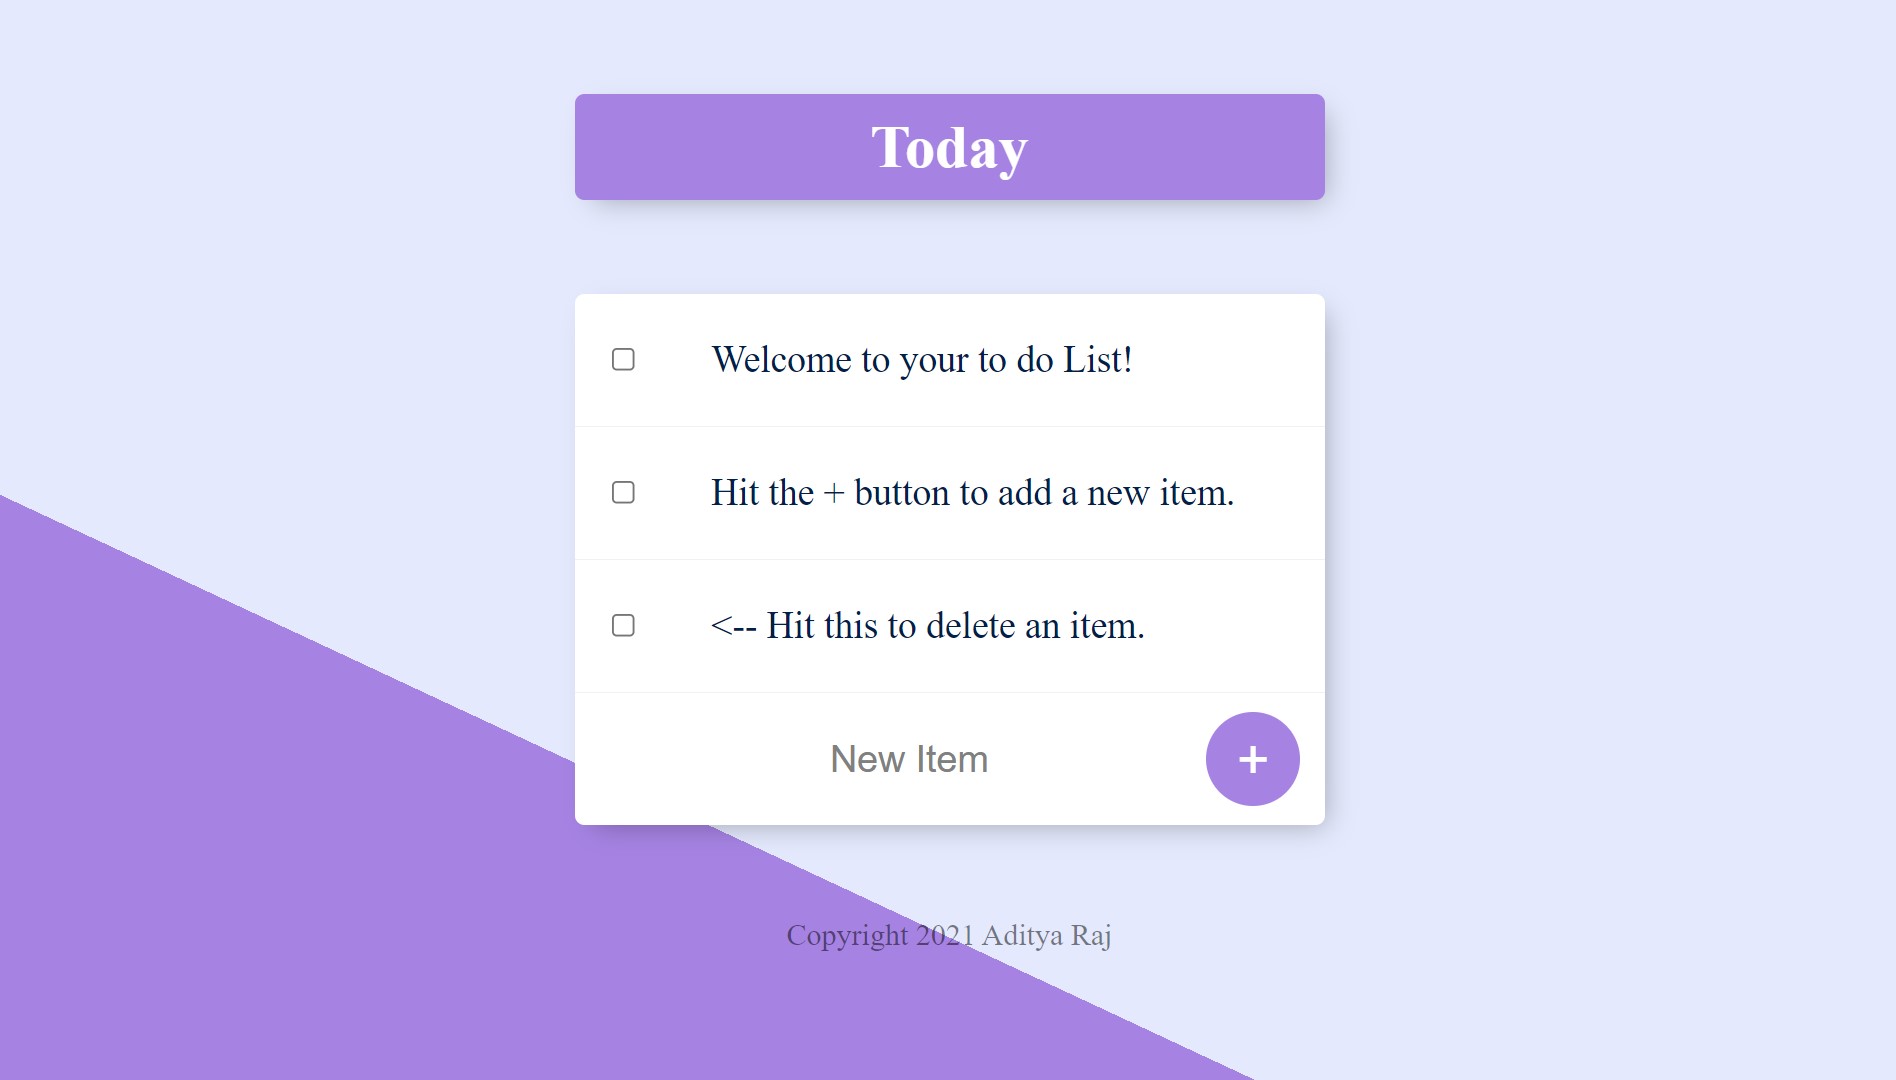 Today
Welcome to your to do List!
Hit the + button to add a new item.
<-- Hit this to delete an item.
New Item
+
Copyright 2021 Aditya Raj